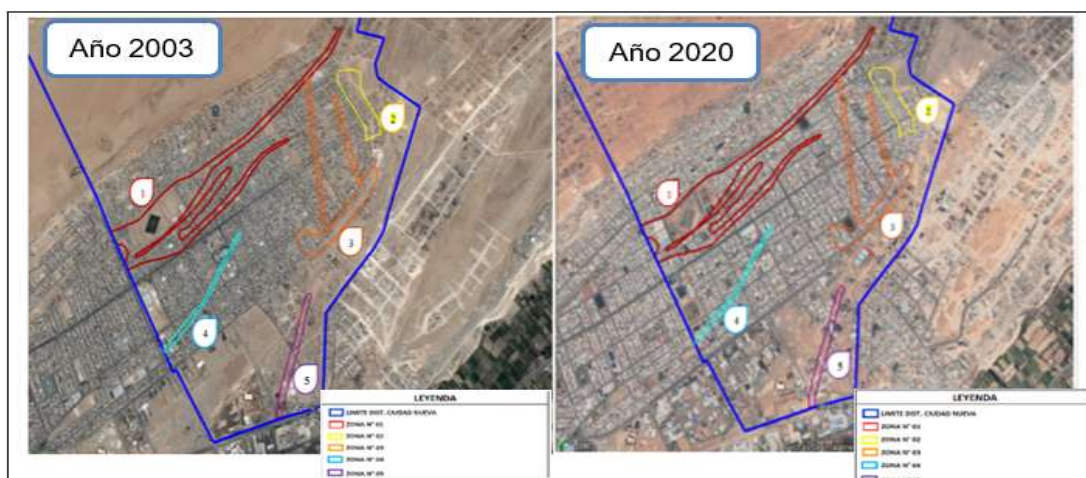 Año 2003
1
2
3
4
5
LEYENDA
LIMITE DIST. CIUDAD NUEVA
ZONA N° 01
ZONA N° 02
ZONA N° 03
ZONA N° 04
ZONA N° 05
Año 2020
1
2
3
4
5
LEYENDA
LIMITE DIST. CIUDAD NUEVA
ZONA N° 01
ZONA N° 02
ZONA N° 03
ZONA N° 04